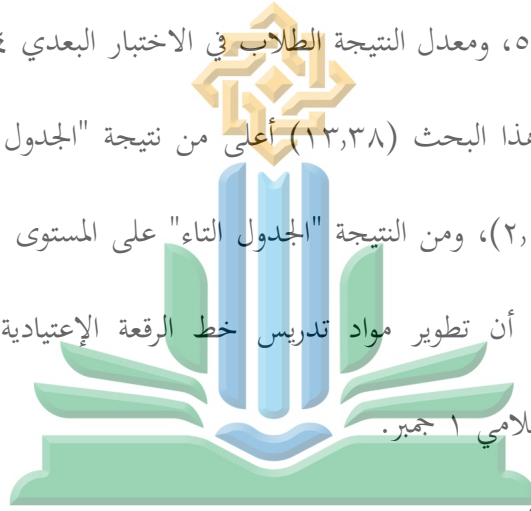 ٥، ومعدل النتيجة الطلاب في الاختبار البعدي ٤
هذا البحث (١٣,٣٨) أعلى من نتيجة "الجدول
٢,)، ومن النتيجة "الجدول التاء" على المستوى
أن تطوير مواد تدريس خط الرقعة الإعتيادية
لامي ١ جمبر.